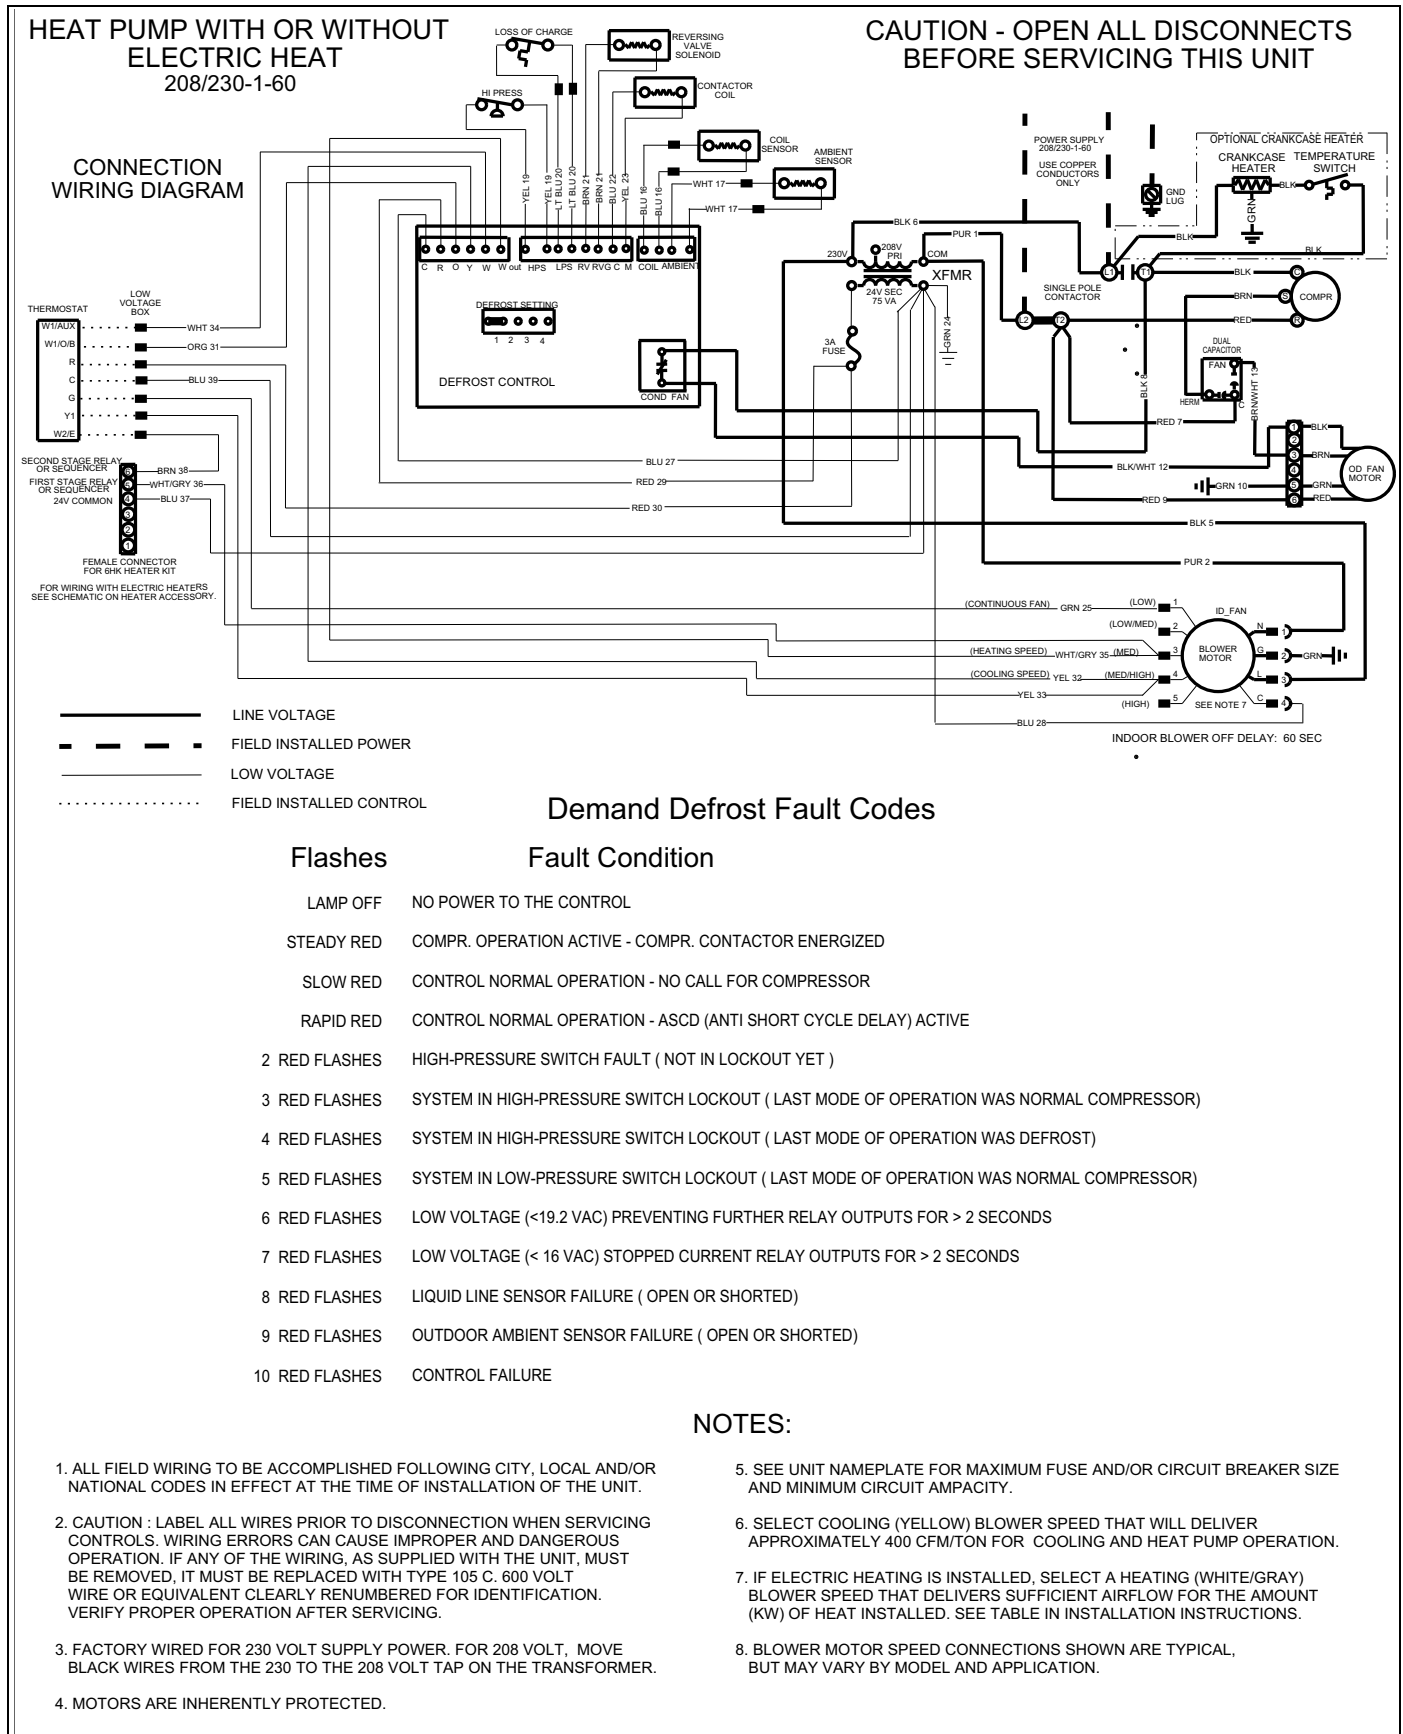 HEAT PUMP WITH OR WITHOUT
ELECTRIC HEAT
208/230-1-60
CAUTION - OPEN ALL DISCONNECTS
BEFORE SERVICING THIS UNIT
CONNECTION
WIRING DIAGRAM
LOSS OF CHARGE
REVERSING
VALVE
SOLENOID
HI PRESS
CONTACTOR
COIL
COIL
SENSOR
AMBIENT
SENSOR
YEL 19
YEL 19
LT BLU 20
LT BLU 20
BRN 21
BRN 21
BLU 22
YEL 23
BLU 16
BLU 16
WHT 17
WHT 17
C R O Y W W out HPS LPS RV RVG C M COIL AMBIENT
DEFROST SETTING
1 2 3 4
DEFROST CONTROL
COND FAN
POWER SUPPLY
208/230-1-60
USE COPPER
CONDUCTORS
ONLY
GND
LUG
OPTIONAL CRANKCASE HEATER
CRANKCASE
HEATER
TEMPERATURE
SWITCH
BLK
GRN
BLK
BLK
BLK 6
PUR 1
230V
208V
PRI
COM
XFMR
24V SEC
75 VA
3A
FUSE
GRN 24
L1
T1
SINGLE POLE
CONTACTOR
L2
T2
BLK
BRN
RED
C
S
R
COMPR
DUAL
CAPACITOR
FAN
HERM
C
BLK 8
BRN/WHT 13
RED 7
BLK/WHT 12
GRN 10
RED 9
1
2
3
4
5
6
BLK
BRN
GRN
RED
OD FAN
MOTOR
BLK 5
PUR 2
THERMOSTAT
LOW
VOLTAGE
BOX
W1/AUX
W1/O/B
R
C
G
Y1
W2/E
WHT 34
ORG 31
BLU 39
SECOND STAGE RELAY
OR SEQUENCER
FIRST STAGE RELAY
OR SEQUENCER
24V COMMON
6
5
4
3
2
1
BRN 38
WHT/GRY 36
BLU 37
FEMALE CONNECTOR
FOR 6HK HEATER KIT
FOR WIRING WITH ELECTRIC HEATERS
SEE SCHEMATIC ON HEATER ACCESSORY.
BLU 27
RED 29
RED 30
(CONTINUOUS FAN) GRN 25 (LOW) 1
(LOW/MED) 2
(HEATING SPEED) WHT/GRY 35 (MED) 3
(COOLING SPEED) YEL 32 (MED/HIGH) 4
YEL 33
(HIGH) 5
BLU 28
ID_FAN
BLOWER
MOTOR
N 1
G 2 GRN
L 3
C 4
SEE NOTE 7
INDOOR BLOWER OFF DELAY: 60 SEC
LINE VOLTAGE
FIELD INSTALLED POWER
LOW VOLTAGE
FIELD INSTALLED CONTROL
Demand Defrost Fault Codes
Flashes Fault Condition
LAMP OFF NO POWER TO THE CONTROL
STEADY RED COMPR. OPERATION ACTIVE - COMPR. CONTACTOR ENERGIZED
SLOW RED CONTROL NORMAL OPERATION - NO CALL FOR COMPRESSOR
RAPID RED CONTROL NORMAL OPERATION - ASCD (ANTI SHORT CYCLE DELAY) ACTIVE
2 RED FLASHES HIGH-PRESSURE SWITCH FAULT ( NOT IN LOCKOUT YET )
3 RED FLASHES SYSTEM IN HIGH-PRESSURE SWITCH LOCKOUT ( LAST MODE OF OPERATION WAS NORMAL COMPRESSOR)
4 RED FLASHES SYSTEM IN HIGH-PRESSURE SWITCH LOCKOUT ( LAST MODE OF OPERATION WAS DEFROST)
5 RED FLASHES SYSTEM IN LOW-PRESSURE SWITCH LOCKOUT ( LAST MODE OF OPERATION WAS NORMAL COMPRESSOR)
6 RED FLASHES LOW VOLTAGE (<19.2 VAC) PREVENTING FURTHER RELAY OUTPUTS FOR > 2 SECONDS
7 RED FLASHES LOW VOLTAGE (< 16 VAC) STOPPED CURRENT RELAY OUTPUTS FOR > 2 SECONDS
8 RED FLASHES LIQUID LINE SENSOR FAILURE ( OPEN OR SHORTED)
9 RED FLASHES OUTDOOR AMBIENT SENSOR FAILURE ( OPEN OR SHORTED)
10 RED FLASHES CONTROL FAILURE
NOTES:
1. ALL FIELD WIRING TO BE ACCOMPLISHED FOLLOWING CITY, LOCAL AND/OR
NATIONAL CODES IN EFFECT AT THE TIME OF INSTALLATION OF THE UNIT.
2. CAUTION : LABEL ALL WIRES PRIOR TO DISCONNECTION WHEN SERVICING
CONTROLS. WIRING ERRORS CAN CAUSE IMPROPER AND DANGEROUS
OPERATION. IF ANY OF THE WIRING, AS SUPPLIED WITH THE UNIT, MUST
BE REMOVED, IT MUST BE REPLACED WITH TYPE 105 C. 600 VOLT
WIRE OR EQUIVALENT CLEARLY RENUMBERED FOR IDENTIFICATION.
VERIFY PROPER OPERATION AFTER SERVICING.
3. FACTORY WIRED FOR 230 VOLT SUPPLY POWER. FOR 208 VOLT, MOVE
BLACK WIRES FROM THE 230 TO THE 208 VOLT TAP ON THE TRANSFORMER.
4. MOTORS ARE INHERENTLY PROTECTED.
5. SEE UNIT NAMEPLATE FOR MAXIMUM FUSE AND/OR CIRCUIT BREAKER SIZE
AND MINIMUM CIRCUIT AMPACITY.
6. SELECT COOLING (YELLOW) BLOWER SPEED THAT WILL DELIVER
APPROXIMATELY 400 CFM/TON FOR COOLING AND HEAT PUMP OPERATION.
7. IF ELECTRIC HEATING IS INSTALLED, SELECT A HEATING (WHITE/GRAY)
BLOWER SPEED THAT DELIVERS SUFFICIENT AIRFLOW FOR THE AMOUNT
(KW) OF HEAT INSTALLED. SEE TABLE IN INSTALLATION INSTRUCTIONS.
8. BLOWER MOTOR SPEED CONNECTIONS SHOWN ARE TYPICAL,
BUT MAY VARY BY MODEL AND APPLICATION.